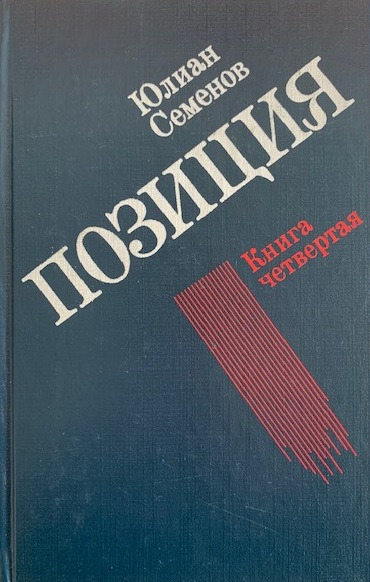 Юлиан
Семенов
ПОЗИЦИЯ
Книга
четвертая